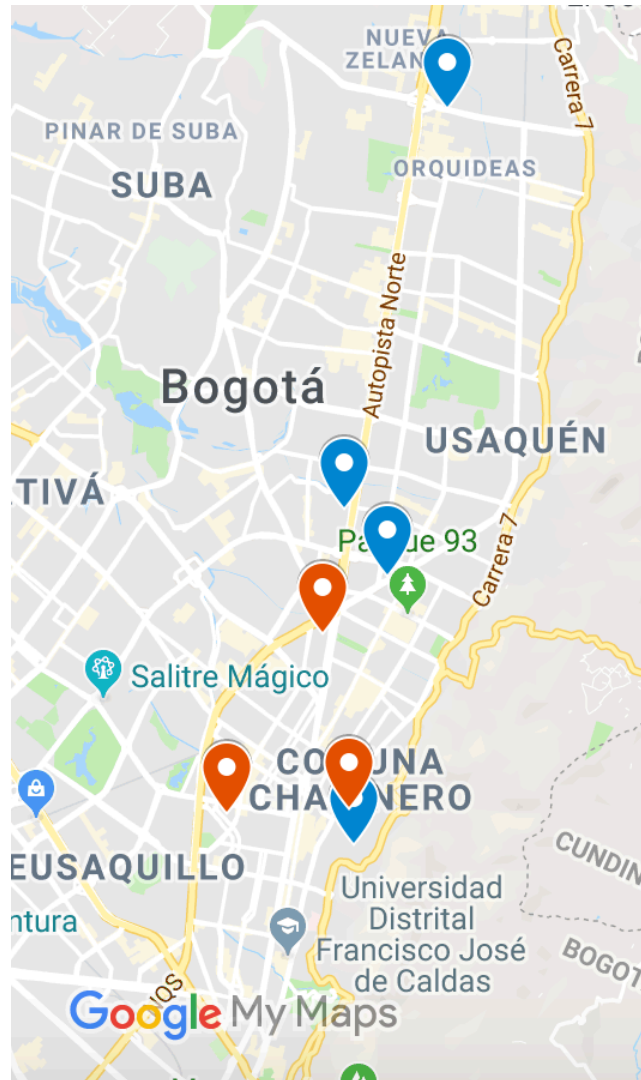 NUEVA
ZELAN
Carrera 7
PINAR DE SUBA
ORQUIDEAS
SUBA
Autopista Norte
Bogotá
USAQUÉN
TIVÁ
Pa ue 93
Carrera 7
Salitre Mágico
CO UNA
CHA NERO
CUNDIN
EUSAQUILLO
Universidad
Distrital
Francisco José
de Caldas
ntura
BOGOT
NQS
Google My Maps